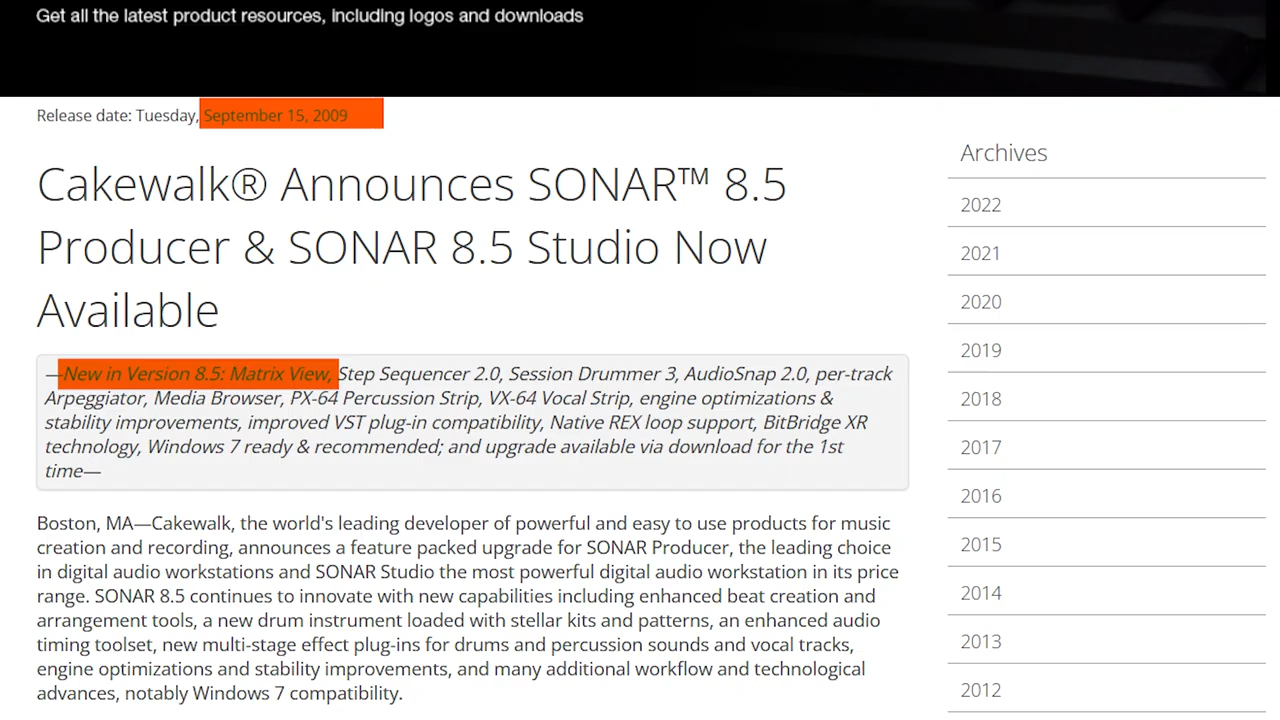 Get all the latest product resources, including logos and downloads
Release date: Tuesday, September 15, 2009
Cakewalk® Announces SONAR™ 8.5
Producer & SONAR 8.5 Studio Now
Available
—New in Version 8.5: Matrix View, Step Sequencer 2.0, Session Drummer 3, AudioSnap 2.0, per-track
Arpeggiator, Media Browser, PX-64 Percussion Strip, VX-64 Vocal Strip, engine optimizations &
stability improvements, improved VST plug-in compatibility, Native REX loop support, BitBridge XR
technology, Windows 7 ready & recommended; and upgrade available via download for the 1st
time—
Boston, MA—Cakewalk, the world's leading developer of powerful and easy to use products for music
creation and recording, announces a feature packed upgrade for SONAR Producer, the leading choice
in digital audio workstations and SONAR Studio the most powerful digital audio workstation in its price
range. SONAR 8.5 continues to innovate with new capabilities including enhanced beat creation and
arrangement tools, a new drum instrument loaded with stellar kits and patterns, an enhanced audio
timing toolset, new multi-stage effect plug-ins for drums and percussion sounds and vocal tracks,
engine optimizations and stability improvements, and many additional workflow and technological
advances, notably Windows 7 compatibility.
Archives
2022
2021
2020
2019
2018
2017
2016
2015
2014
2013
2012